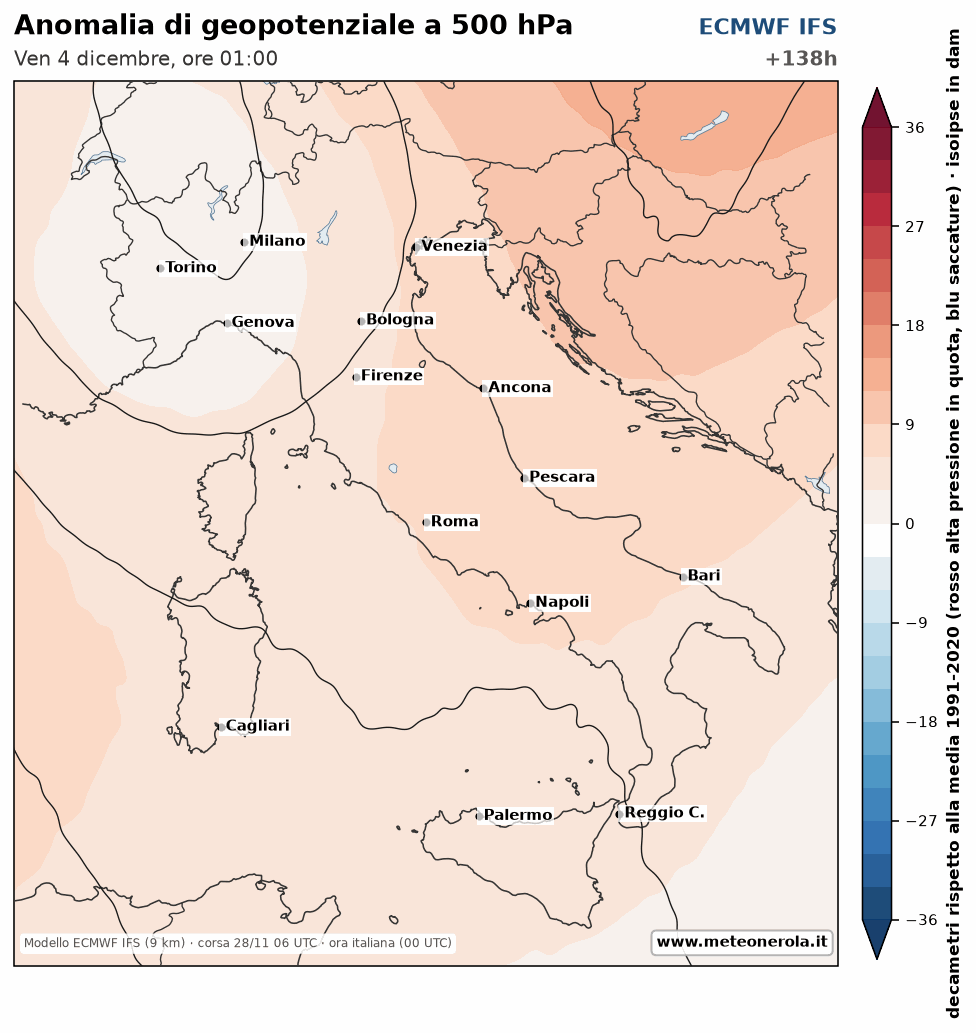 Anomalia di geopotenziale a 500 hPa
ECMWF IFS
Ven 4 dicembre, ore 01:00
+138h
Milano
Venezia
Torino
Genova
Bologna
Firenze
Ancona
Pescara
Roma
Bari
Napoli
Cagliari
Palermo
Reggio C.
Modello ECMWF IFS (9 km) · corsa 28/11 06 UTC · ora italiana (00 UTC)
www.meteonerola.it
36
27
18
9
0
−9
−18
−27
−36
decametri rispetto alla media 1991-2020 (rosso alta pressione in quota, blu saccature) · isoipse in dam